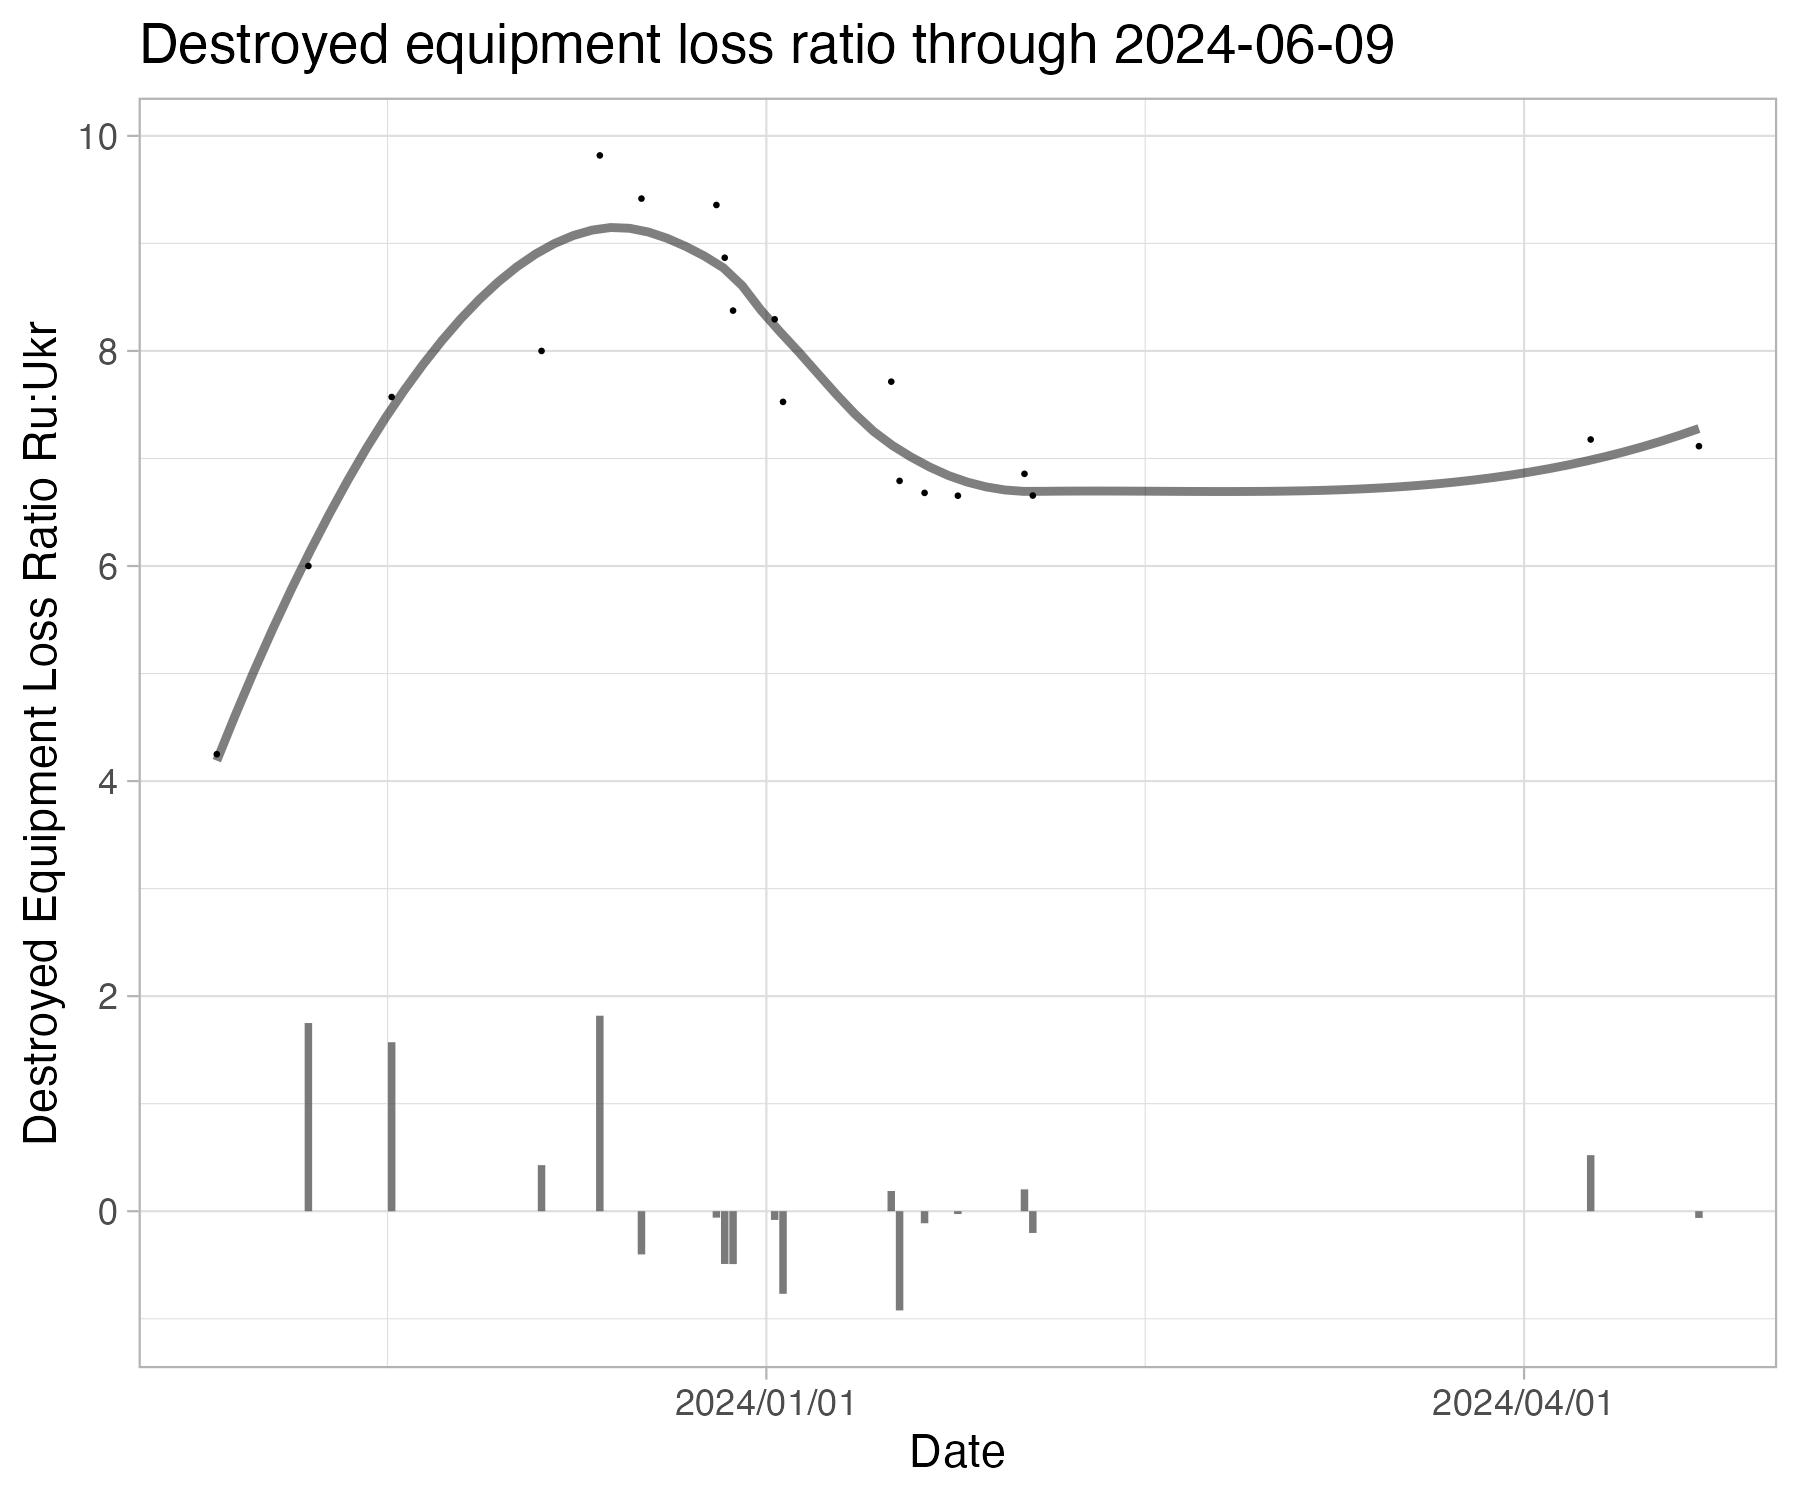 Destroyed equipment loss ratio through 2024-06-09
Destroyed Equipment Loss Ratio Ru:Ukr
10
8
6
4
2
0
2024/01/01
2024/04/01
Date